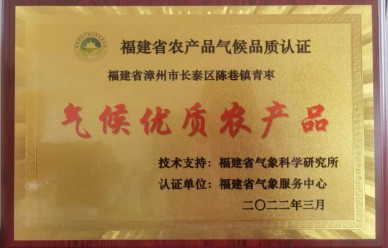 福建省农产品气候品质认证
福建省漳州市长泰区陈巷镇青枣
气候优质农产品
技术支持：福建省气象科学研究所
认证单位：福建省气象服务中心
二〇二二年三月